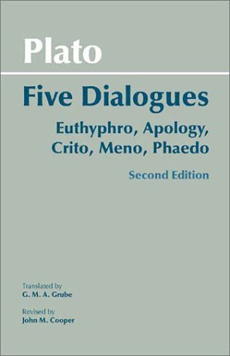 Plato
Five Dialogues
Euthyphro, Apology,
Crito, Meno, Phaedo
Second Edition
Translated by
G. M. A. Grube
Revised by
John M. Cooper